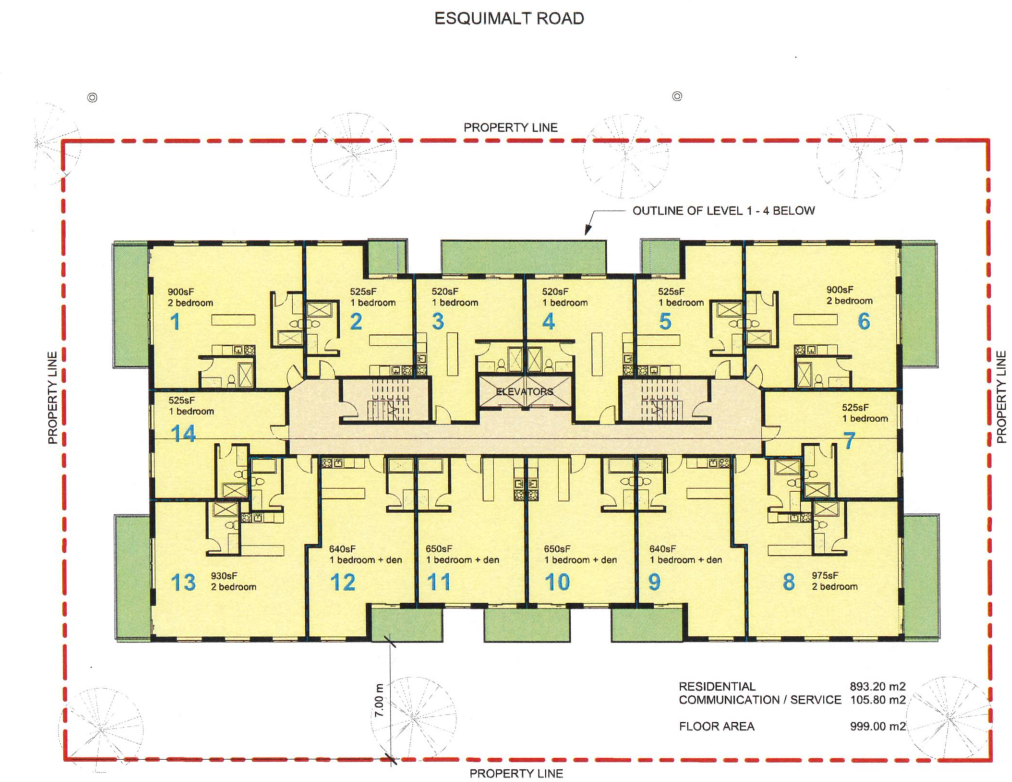 ESQUIMALT ROAD
PROPERTY LINE
OUTLINE OF LEVEL 1 - 4 BELOW
900sF
2 bedroom
1
525sF
1 bedroom
2
520sF
1 bedroom
3
520sF
1 bedroom
4
525sF
1 bedroom
5
900sF
2 bedroom
6
PROPERTY LINE
PROPERTY LINE
ELEVATORS
525sF
1 bedroom
14
525sF
1 bedroom
7
13
930sF
2 bedroom
640sF
1 bedroom + den
12
650sF
1 bedroom + den
11
650sF
1 bedroom + den
10
640sF
1 bedroom + den
9
8
975sF
2 bedroom
7.00 m
RESIDENTIAL 893.20 m2
COMMUNICATION / SERVICE 105.80 m2
FLOOR AREA 999.00 m2
PROPERTY LINE